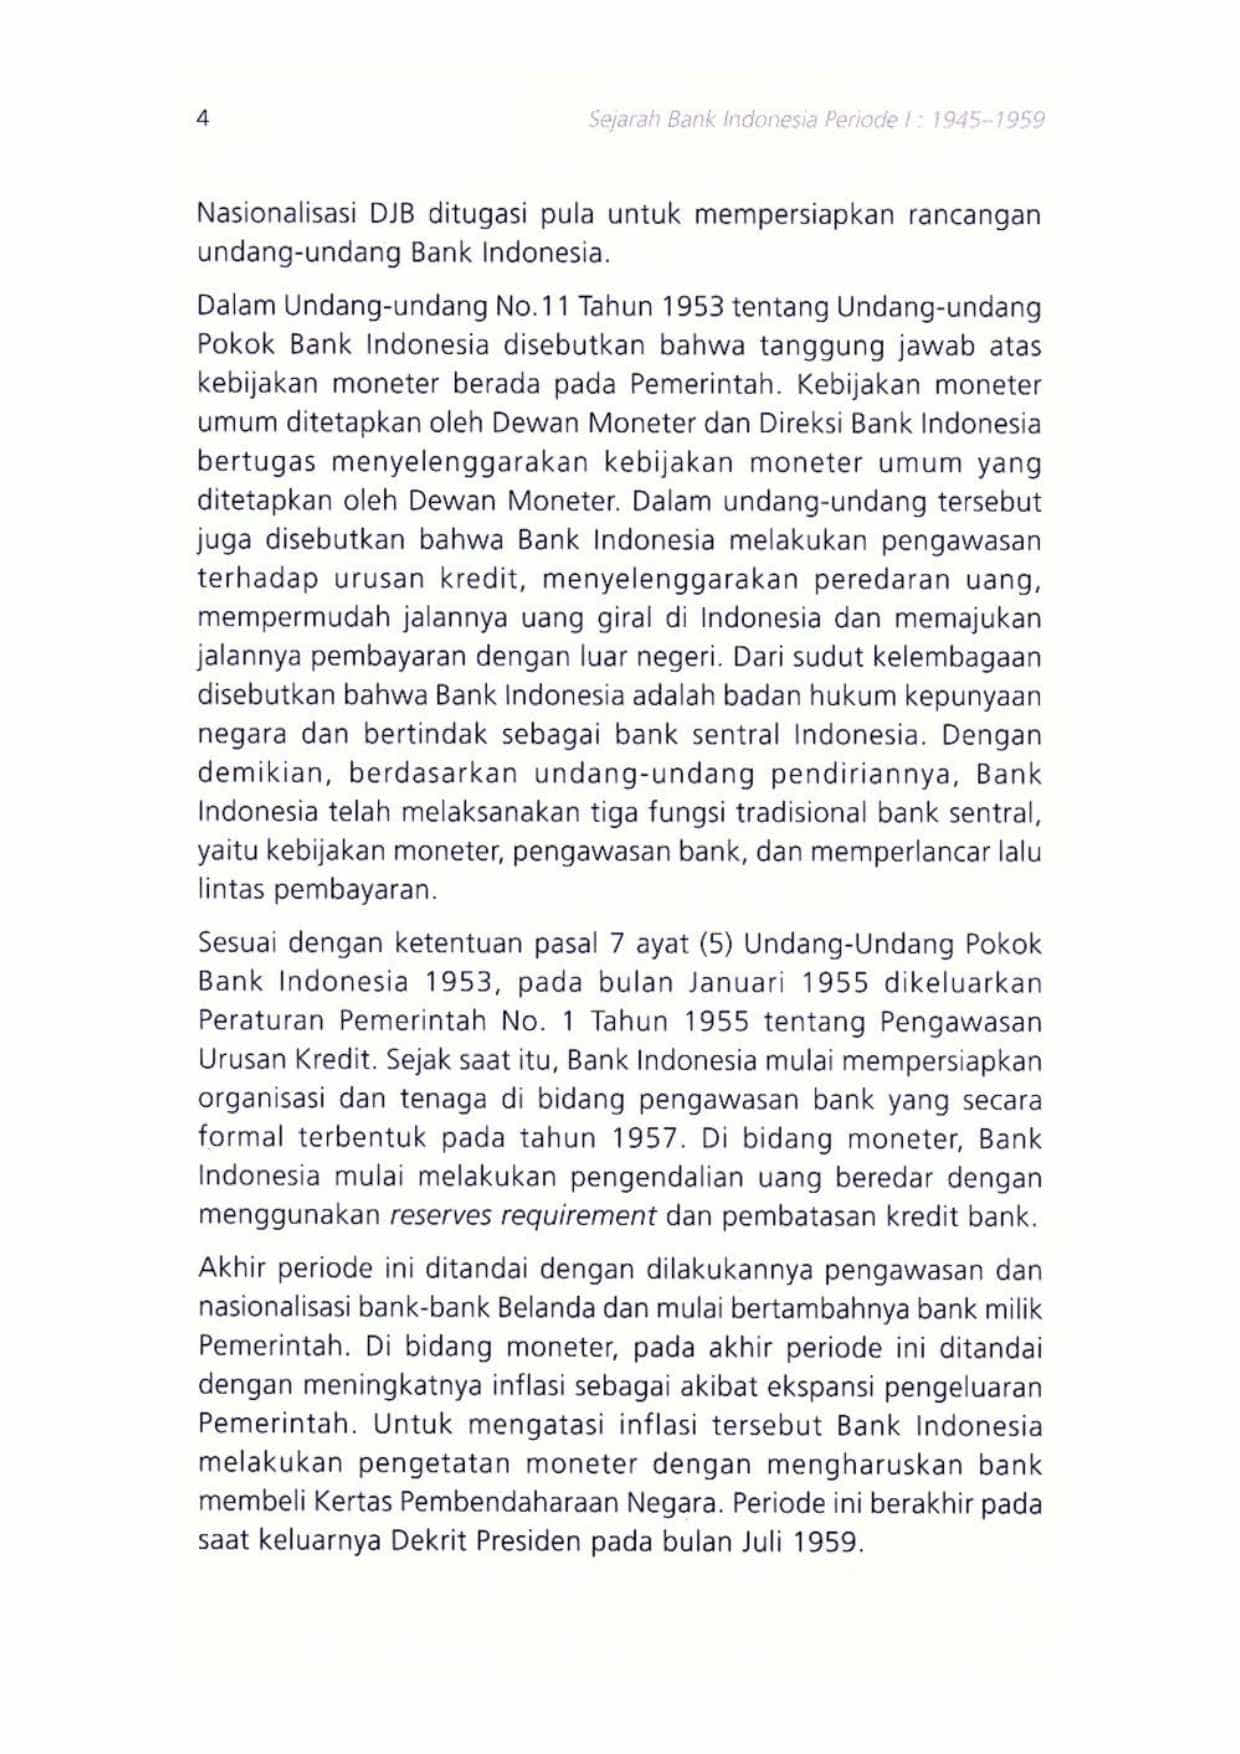 4
Sejarah Bank Indonesia Periode I : 1945–1959
Nasionalisasi DJB ditugasi pula untuk mempersiapkan rancangan
undang-undang Bank Indonesia.
Dalam Undang-undang No.11 Tahun 1953 tentang Undang-undang
Pokok Bank Indonesia disebutkan bahwa tanggung jawab atas
kebijakan moneter berada pada Pemerintah. Kebijakan moneter
umum ditetapkan oleh Dewan Moneter dan Direksi Bank Indonesia
bertugas menyelenggarakan kebijakan moneter umum yang
ditetapkan oleh Dewan Moneter. Dalam undang-undang tersebut
juga disebutkan bahwa Bank Indonesia melakukan pengawasan
terhadap urusan kredit, menyelenggarakan peredaran uang,
mempermudah jalannya uang giral di Indonesia dan memajukan
jalannya pembayaran dengan luar negeri. Dari sudut kelembagaan
disebutkan bahwa Bank Indonesia adalah badan hukum kepunyaan
negara dan bertindak sebagai bank sentral Indonesia. Dengan
demikian, berdasarkan undang-undang pendiriannya, Bank
Indonesia telah melaksanakan tiga fungsi tradisional bank sentral,
yaitu kebijakan moneter, pengawasan bank, dan memperlancar lalu
lintas pembayaran.
Sesuai dengan ketentuan pasal 7 ayat (5) Undang-Undang Pokok
Bank Indonesia 1953, pada bulan Januari 1955 dikeluarkan
Peraturan Pemerintah No. 1 Tahun 1955 tentang Pengawasan
Urusan Kredit. Sejak saat itu, Bank Indonesia mulai mempersiapkan
organisasi dan tenaga di bidang pengawasan bank yang secara
formal terbentuk pada tahun 1957. Di bidang moneter, Bank
Indonesia mulai melakukan pengendalian uang beredar dengan
menggunakan reserves requirement dan pembatasan kredit bank.
Akhir periode ini ditandai dengan dilakukannya pengawasan dan
nasionalisasi bank-bank Belanda dan mulai bertambahnya bank milik
Pemerintah. Di bidang moneter, pada akhir periode ini ditandai
dengan meningkatnya inflasi sebagai akibat ekspansi pengeluaran
Pemerintah. Untuk mengatasi inflasi tersebut Bank Indonesia
melakukan pengetatan moneter dengan mengharuskan bank
membeli Kertas Pembendaharaan Negara. Periode ini berakhir pada
saat keluarnya Dekrit Presiden pada bulan Juli 1959.